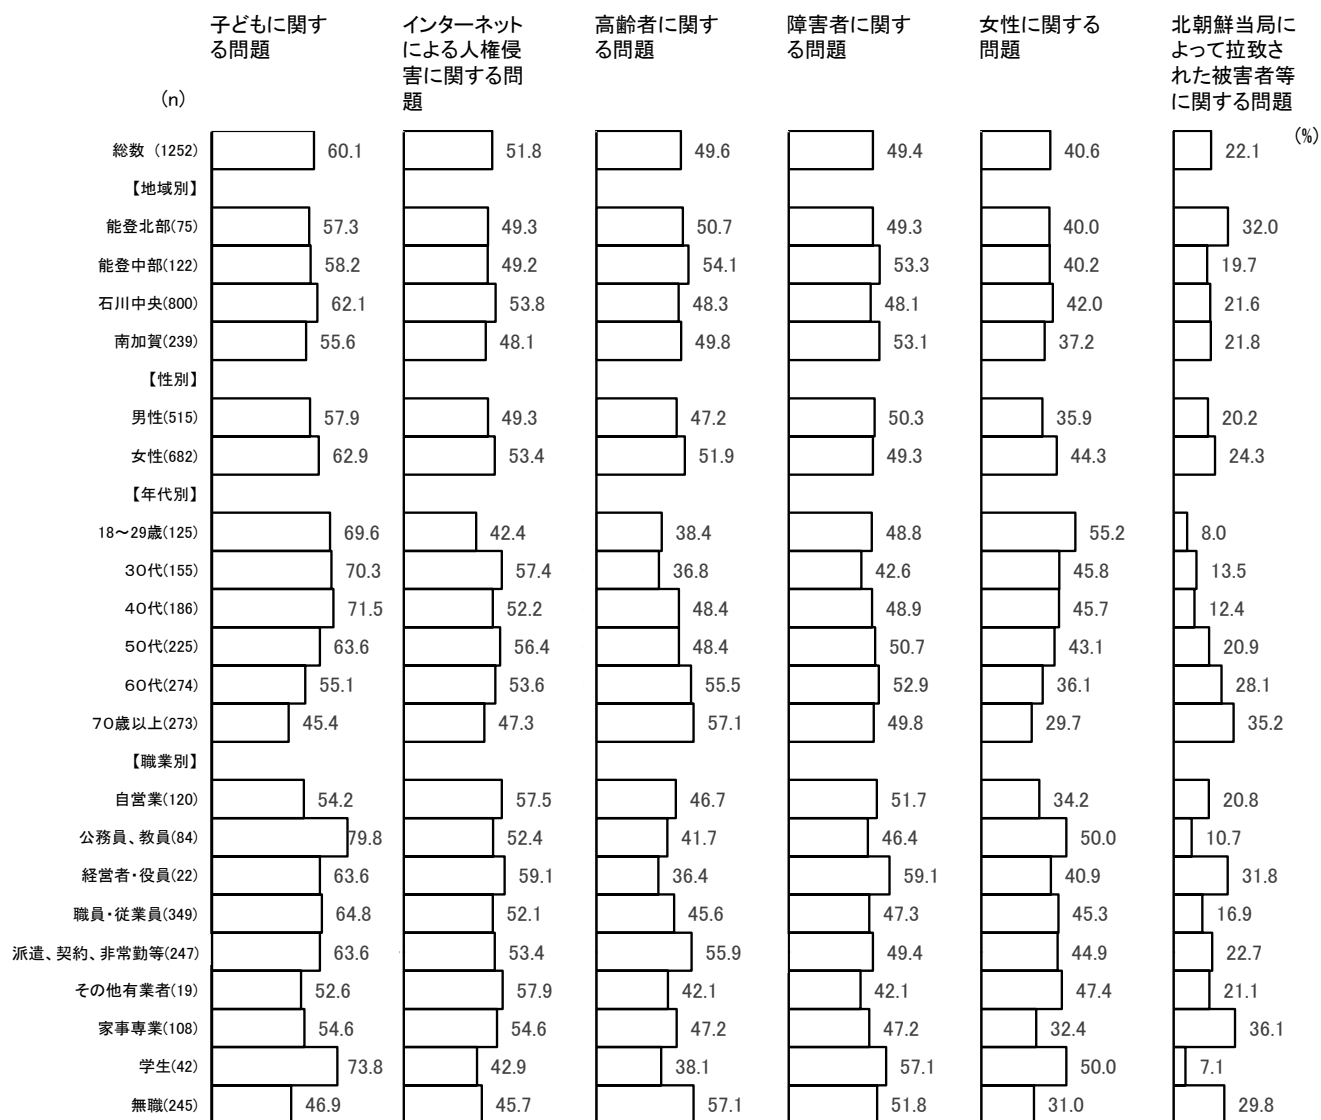 子どもに関す
る問題
インターネット
による人権侵
害に関する問
題
高齢者に関す
る問題
障害者に関す
る問題
女性に関する
問題
北朝鮮当局に
よって拉致さ
れた被害者等
に関する問題
(n)
(%)
総数 (1252) 60.1 51.8 49.6 49.4 40.6 22.1
【地域別】
能登北部(75) 57.3 49.3 50.7 49.3 40.0 32.0
能登中部(122) 58.2 49.2 54.1 53.3 40.2 19.7
石川中央(800) 62.1 53.8 48.3 48.1 42.0 21.6
南加賀(239) 55.6 48.1 49.8 53.1 37.2 21.8
【性別】
男性(515) 57.9 49.3 47.2 50.3 35.9 20.2
女性(682) 62.9 53.4 51.9 49.3 44.3 24.3
【年代別】
18～29歳(125) 69.6 42.4 38.4 48.8 55.2 8.0
30代(155) 70.3 57.4 36.8 42.6 45.8 13.5
40代(186) 71.5 52.2 48.4 48.9 45.7 12.4
50代(225) 63.6 56.4 48.4 50.7 43.1 20.9
60代(274) 55.1 53.6 55.5 52.9 36.1 28.1
70歳以上(273) 45.4 47.3 57.1 49.8 29.7 35.2
【職業別】
自営業(120) 54.2 57.5 46.7 51.7 34.2 20.8
公務員、教員(84) 79.8 52.4 41.7 46.4 50.0 10.7
経営者・役員(22) 63.6 59.1 36.4 59.1 40.9 31.8
職員・従業員(349) 64.8 52.1 45.6 47.3 45.3 16.9
派遣、契約、非常勤等(247) 63.6 53.4 55.9 49.4 44.9 22.7
その他有業者(19) 52.6 57.9 42.1 42.1 47.4 21.1
家事専業(108) 54.6 54.6 47.2 47.2 32.4 36.1
学生(42) 73.8 42.9 38.1 57.1 50.0 7.1
無職(245) 46.9 45.7 57.1 51.8 31.0 29.8